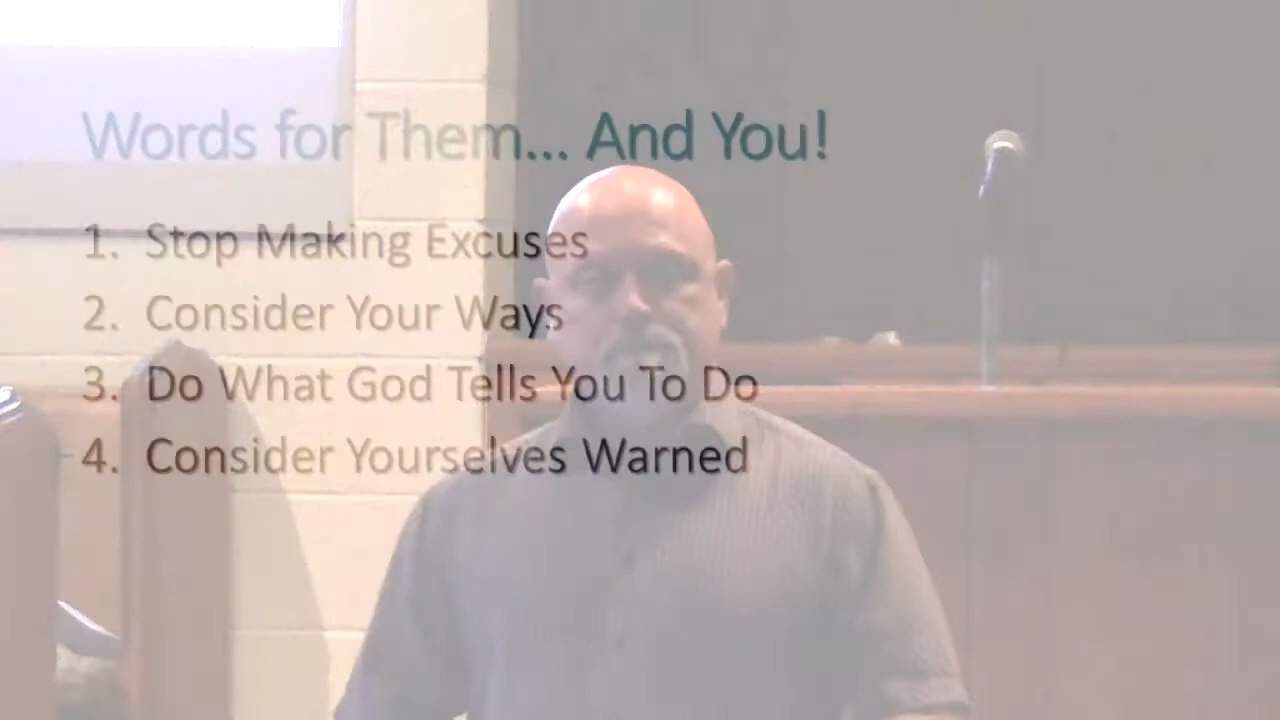 Words for Them... And You!
1. Stop Making Excuses
2. Consider Your Ways
3. Do What God Tells You To Do
4. Consider Yourselves Warned